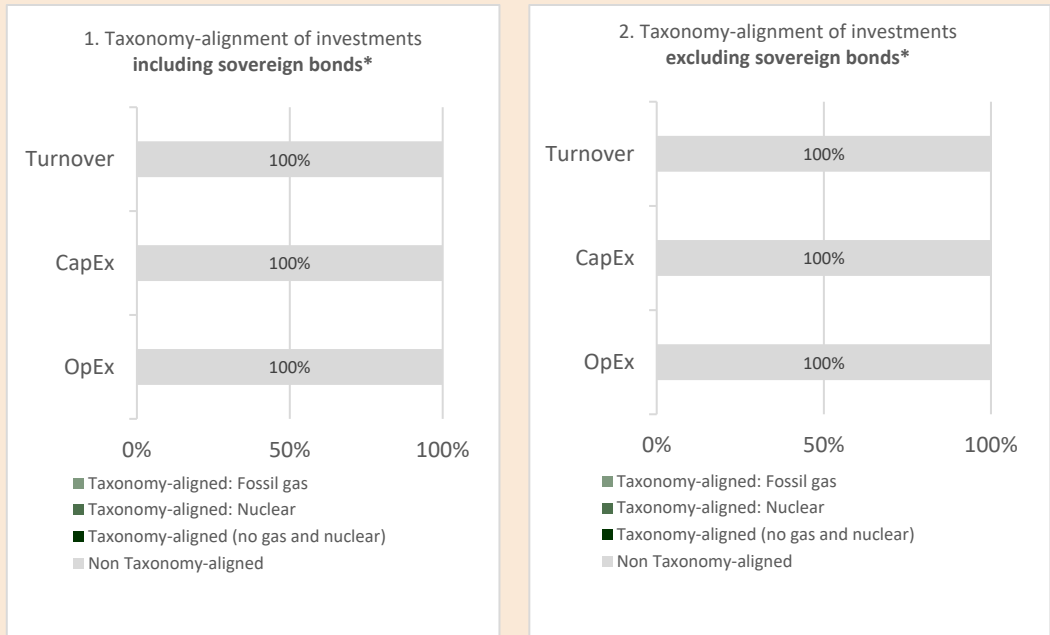 1. Taxonomy-alignment of investments
including sovereign bonds*
Turnover
100%
CapEx
100%
OpEx
100%
0%
50%
100%
Taxonomy-aligned: Fossil gas
Taxonomy-aligned: Nuclear
Taxonomy-aligned (no gas and nuclear)
Non Taxonomy-aligned
2. Taxonomy-alignment of investments
excluding sovereign bonds*
Turnover
100%
CapEx
100%
OpEx
100%
0%
50%
100%
Taxonomy-aligned: Fossil gas
Taxonomy-aligned: Nuclear
Taxonomy-aligned (no gas and nuclear)
Non Taxonomy-aligned